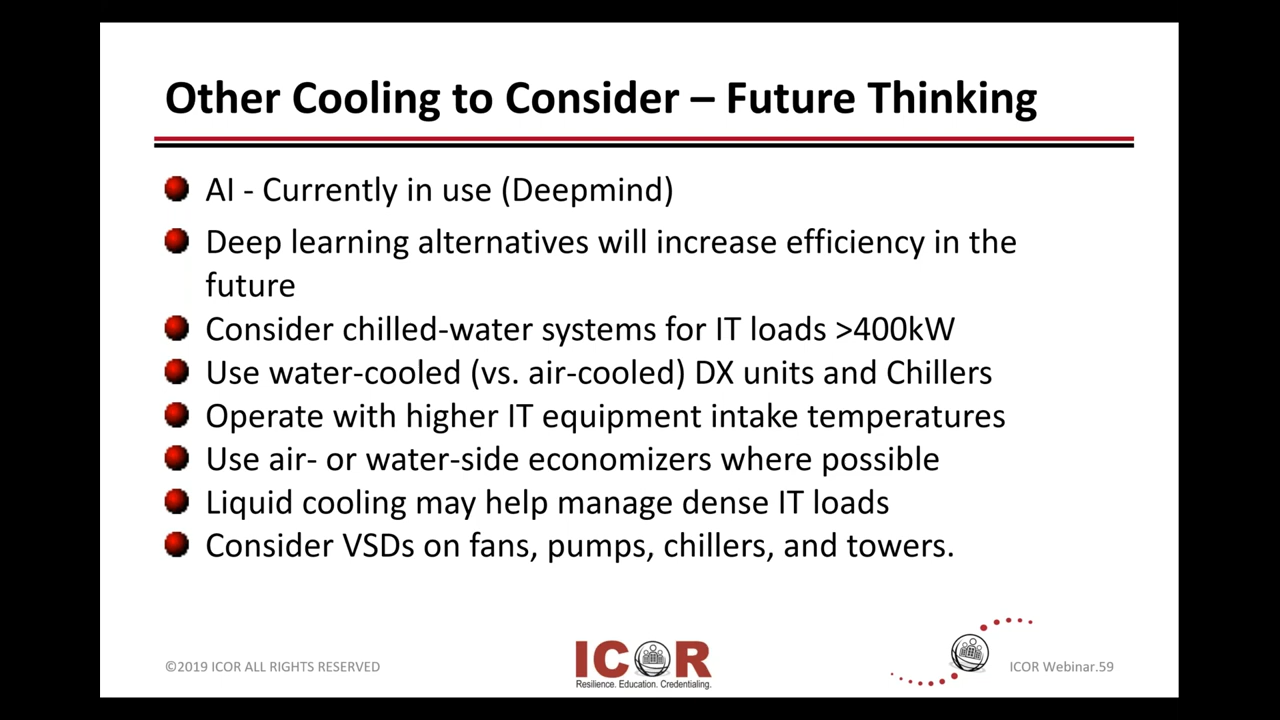 Other Cooling to Consider – Future Thinking
AI - Currently in use (Deepmind)
Deep learning alternatives will increase efficiency in the
future
Consider chilled-water systems for IT loads >400kW
Use water-cooled (vs. air-cooled) DX units and Chillers
Operate with higher IT equipment intake temperatures
Use air- or water-side economizers where possible
Liquid cooling may help manage dense IT loads
Consider VSDs on fans, pumps, chillers, and towers.
©2019 ICOR ALL RIGHTS RESERVED
ICOR
Resilience. Education. Credentialing.
ICOR Webinar.59